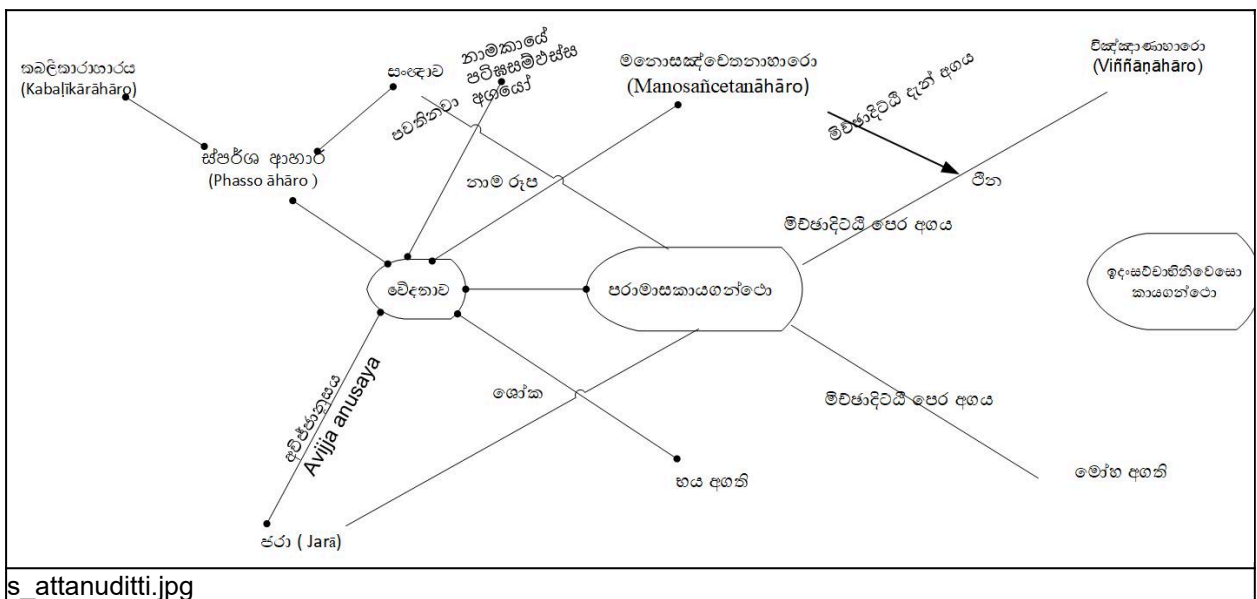 කබලිකාරාහාරය
(Kabaḷīkārāhāro)
ස්පර්ශ ආහාර
(Phasso āhāro )
සංඥාව
නාමකායේ
පටිඝසම්ඵස්ස
අගයෝ
පවතිනවා
මනොසඤ්චෙතනාහාරො
(Manosañcetanāhāro)
මිච්ඡාදිට්ඨි දැන් අගය
විඤ්ඤාණාහාරො
(Viññāṇāhāro)
ථීන
නාම රූප
මිච්ඡාදිට්ඨි පෙර අගය
වේදනාව
පරාමාසකායගන්ථො
ඉදංසච්චාභිනිවෙසො
කායගන්ථො
අවිජ්ජානුසය
Avijja anusaya
ශෝක
මිච්ඡාදිට්ඨි පෙර අගය
භය අගති
මෝහ අගති
ජරා ( Jarā)
s_attanuditti.jpg